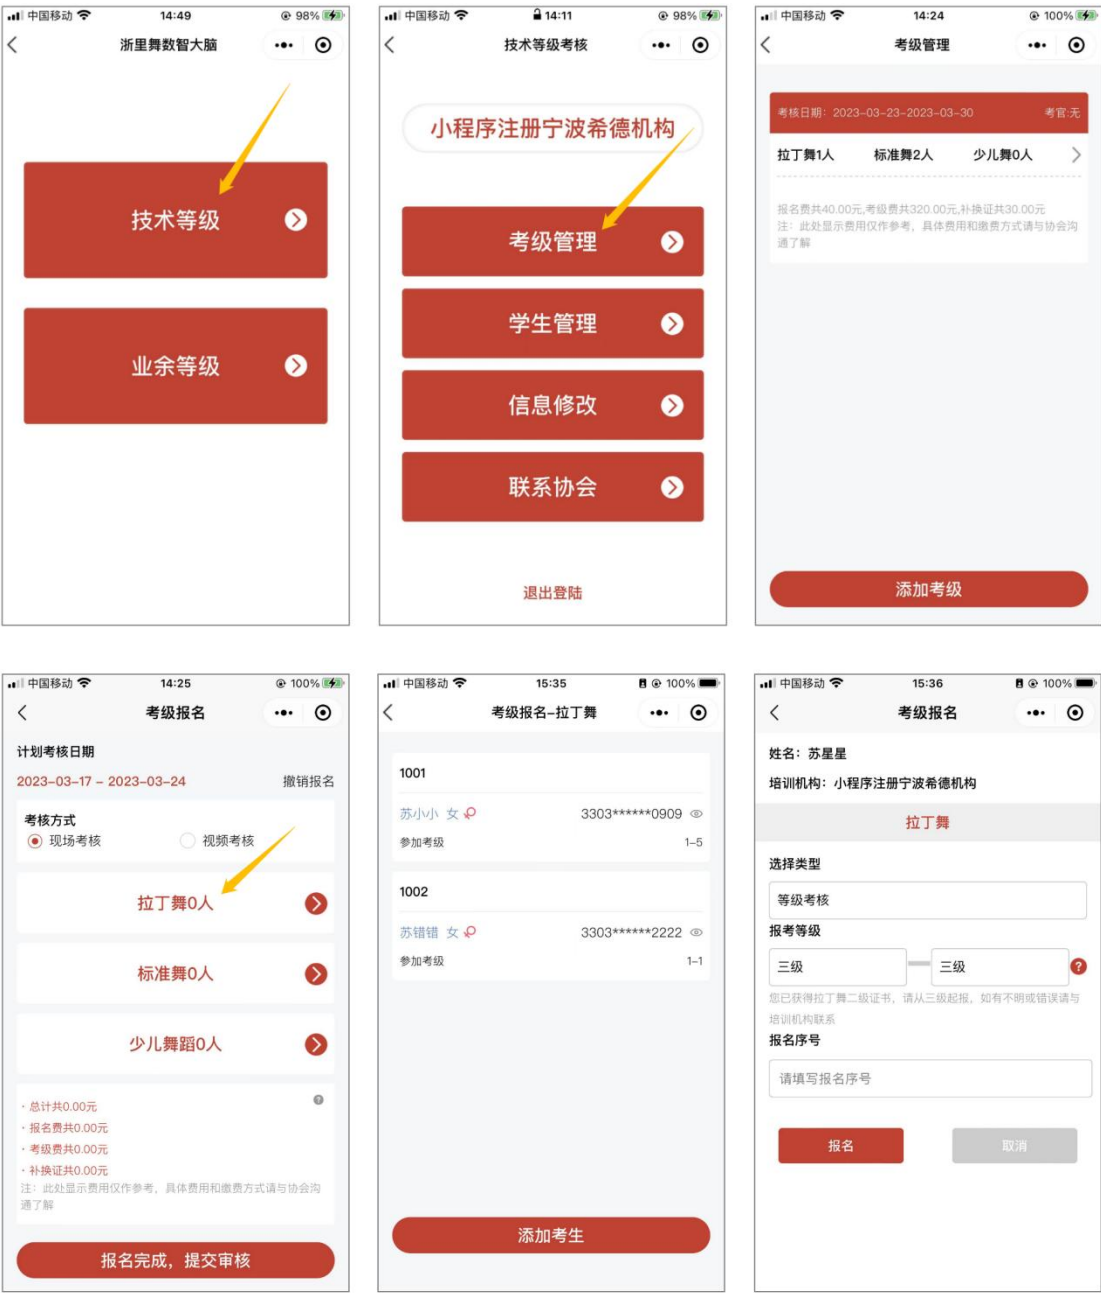 中国移动 14:49 98%
浙里舞数智大脑
技术等级
业余等级
中国移动 14:11 98%
技术等级考核
小程序注册宁波希德机构
考级管理
学生管理
信息修改
联系协会
退出登陆
中国移动 14:24 100%
考级管理
考核日期：2023-03-23-2023-03-30 考官:无
拉丁舞1人 标准舞2人 少儿舞0人
报名费共40.00元,考级费共320.00元,补换证共30.00元
注：此处显示费用仅作参考，具体费用和缴费方式请与协会沟
通了解
添加考级
中国移动 14:25 100%
考级报名
计划考核日期
2023-03-17 - 2023-03-24 撤销报名
考核方式
现场考核 视频考核
拉丁舞0人
标准舞0人
少儿舞蹈0人
· 总计共0.00元
· 报名费共0.00元
· 考级费共0.00元
· 补换证共0.00元
注：此处显示费用仅作参考，具体费用和缴费方式请与协会沟
通了解
报名完成，提交审核
中国移动 15:35 100%
考级报名-拉丁舞
1001
苏小小 女 3303******0909
参加考级 1-5
1002
苏错错 女 3303******2222
参加考级 1-1
添加考生
中国移动 15:36 100%
考级报名
姓名：苏星星
培训机构：小程序注册宁波希德机构
拉丁舞
选择类型
等级考核
报考等级
三级 三级
您已获得拉丁舞二级证书，请从三级起报，如有不明或错误请与
培训机构联系
报名序号
请填写报名序号
报名 取消